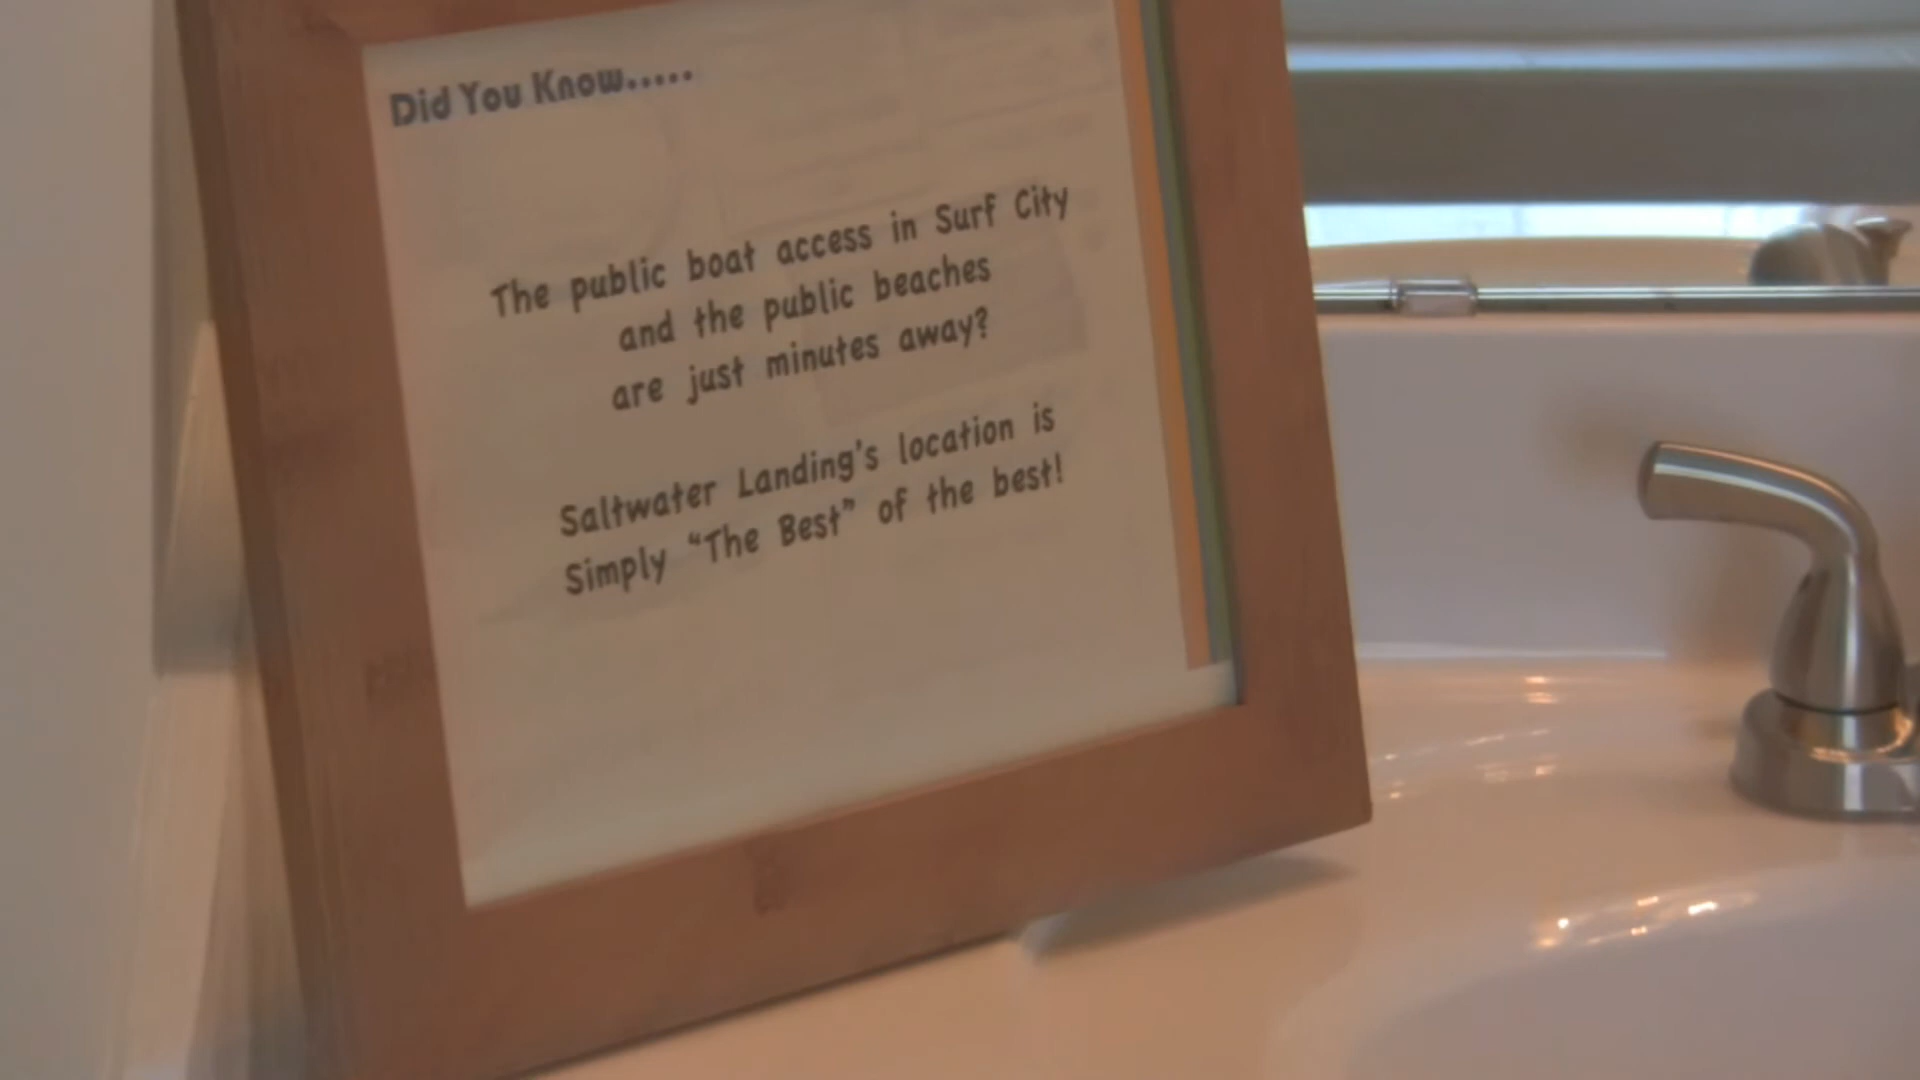 Did You Know.....
The public boat access in Surf City
and the public beaches
are just minutes away?
Saltwater Landing's location is
Simply “The Best” of the best!